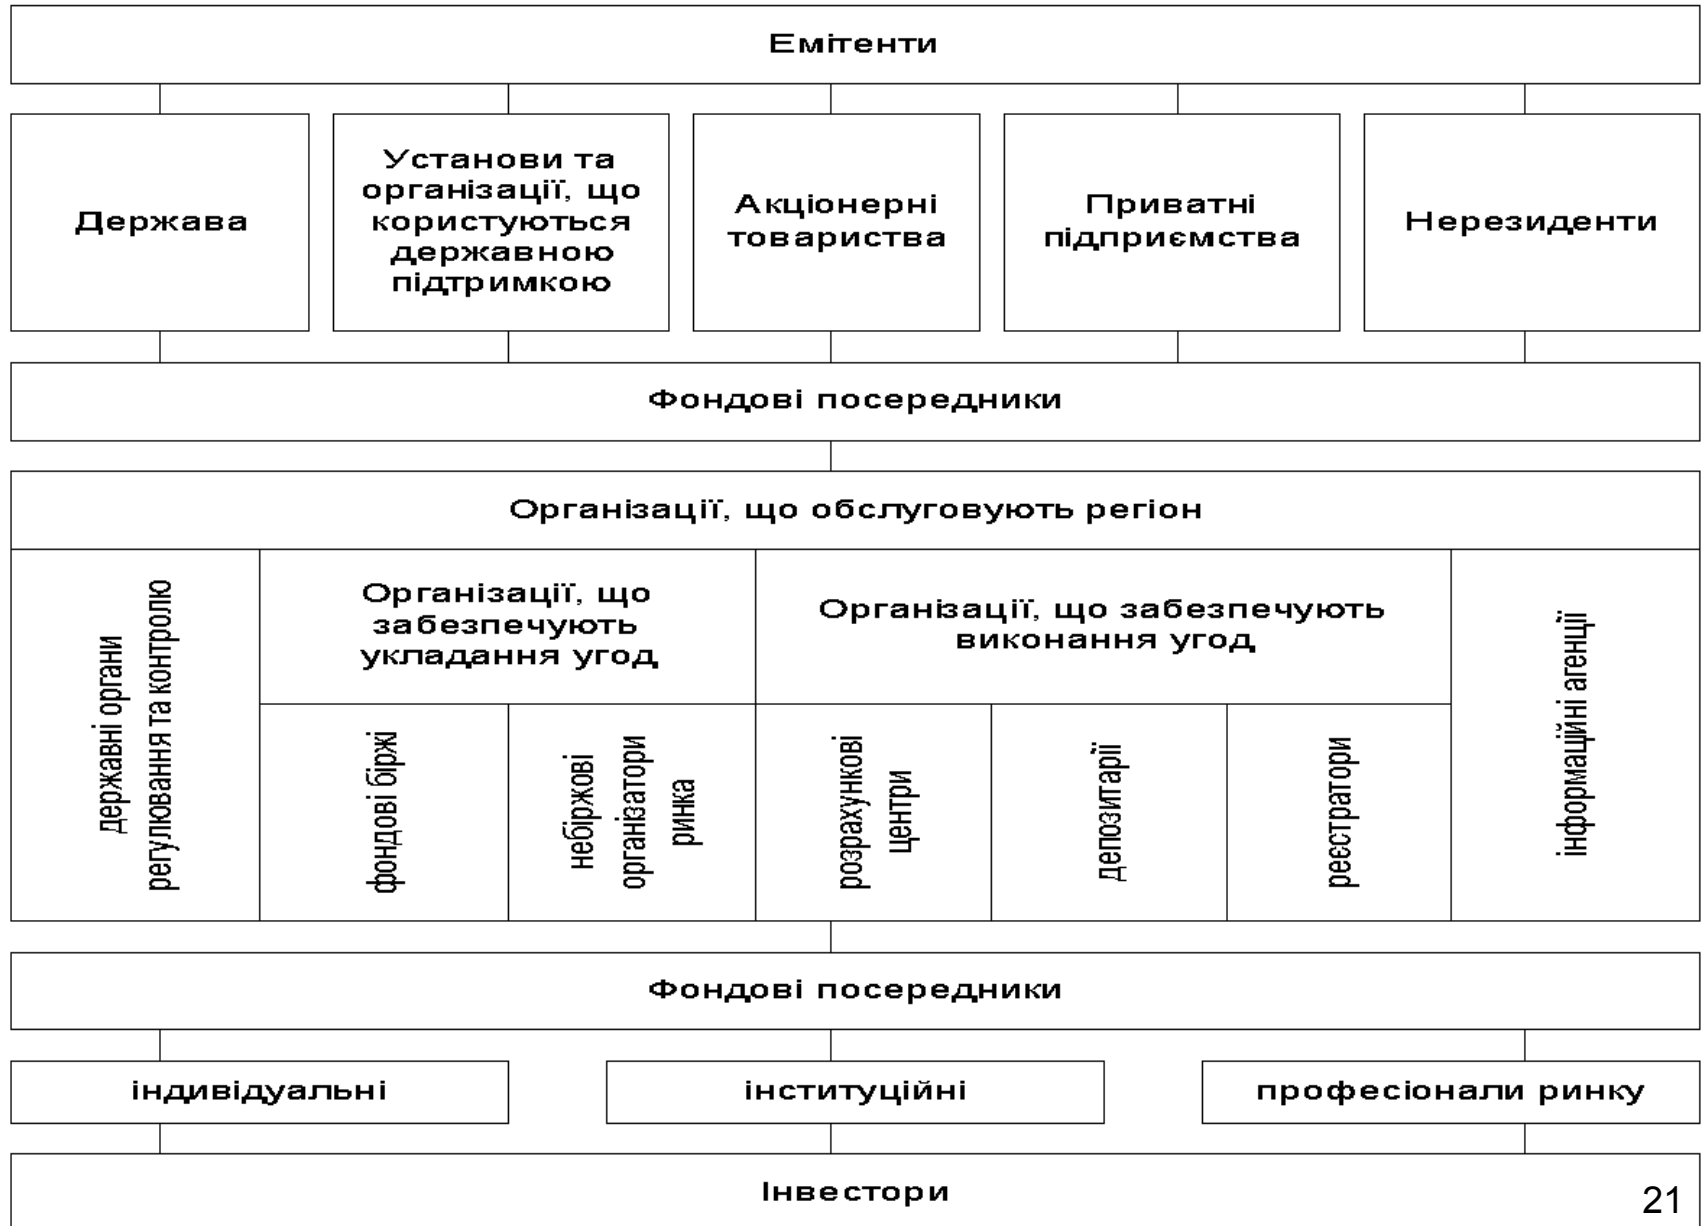 Емітенти
Держава
Установи та
організації, що
користуються
державною
підтримкою
Акціонерні
товариства
Приватні
підприємства
Нерезиденти
Фондові посередники
Організації, що обслуговують регіон
державні органи
регулювання та контролю
Організації, що
забезпечують
укладання угод
фондові біржі
небіржові
організатори
ринка
Організації, що забезпечують
виконання угод
розрахункові
центри
депозитарії
реєстратори
інформаційні агенції
Фондові посередники
індивідуальні
інституційні
професіонали ринку
Інвестори
21